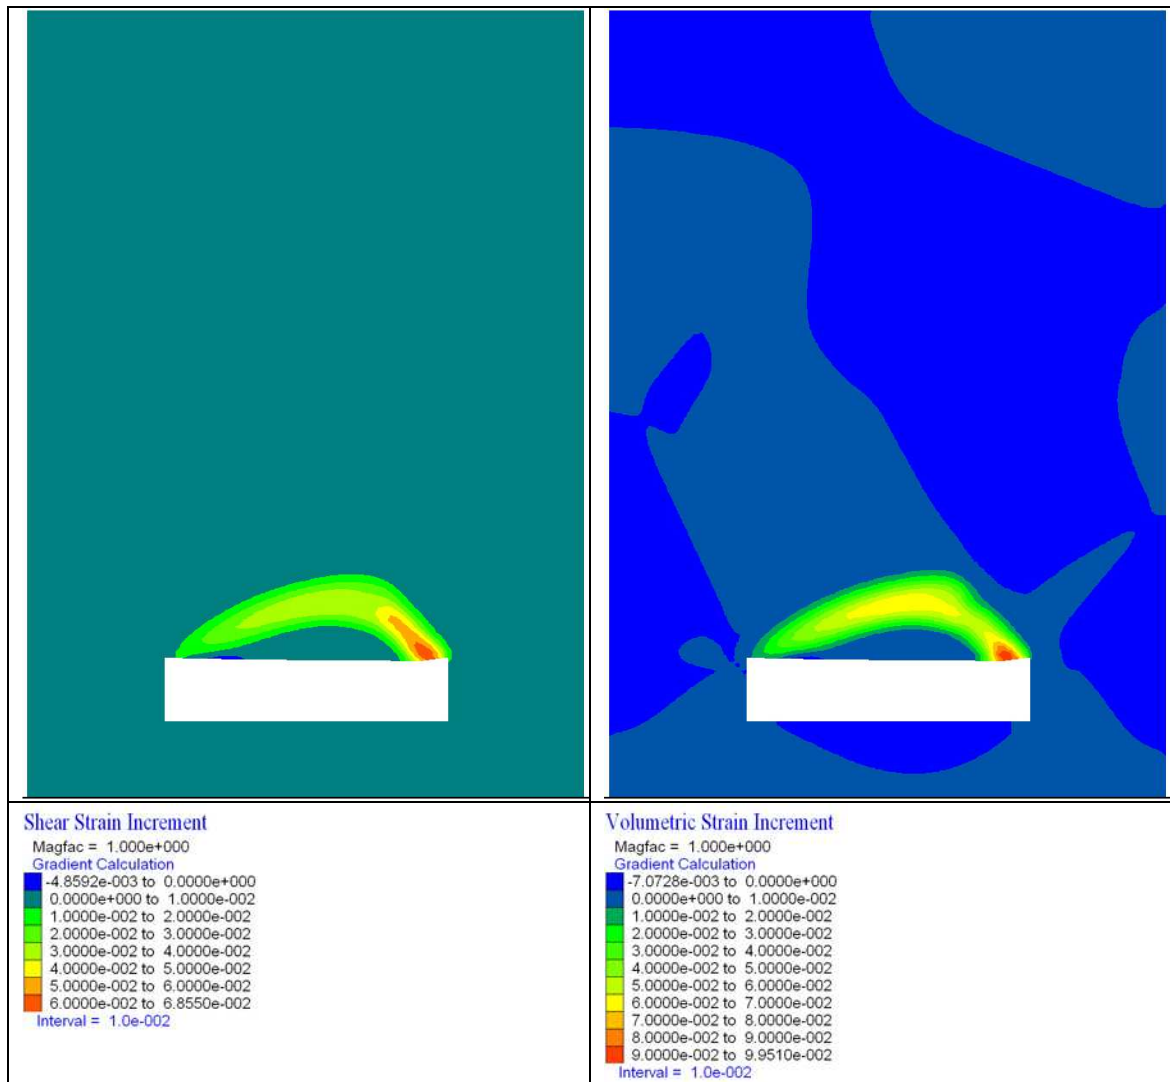 Shear Strain Increment
Magfac = 1.000e+000
Gradient Calculation
-4.8592e-003 to 0.0000e+000
0.0000e+000 to 1.0000e-002
1.0000e-002 to 2.0000e-002
2.0000e-002 to 3.0000e-002
3.0000e-002 to 4.0000e-002
4.0000e-002 to 5.0000e-002
5.0000e-002 to 6.0000e-002
6.0000e-002 to 6.8550e-002
Interval = 1.0e-002
Volumetric Strain Increment
Magfac = 1.000e+000
Gradient Calculation
-7.0728e-003 to 0.0000e+000
0.0000e+000 to 1.0000e-002
1.0000e-002 to 2.0000e-002
2.0000e-002 to 3.0000e-002
3.0000e-002 to 4.0000e-002
4.0000e-002 to 5.0000e-002
5.0000e-002 to 6.0000e-002
6.0000e-002 to 7.0000e-002
7.0000e-002 to 8.0000e-002
8.0000e-002 to 9.0000e-002
9.0000e-002 to 9.9510e-002
Interval = 1.0e-002